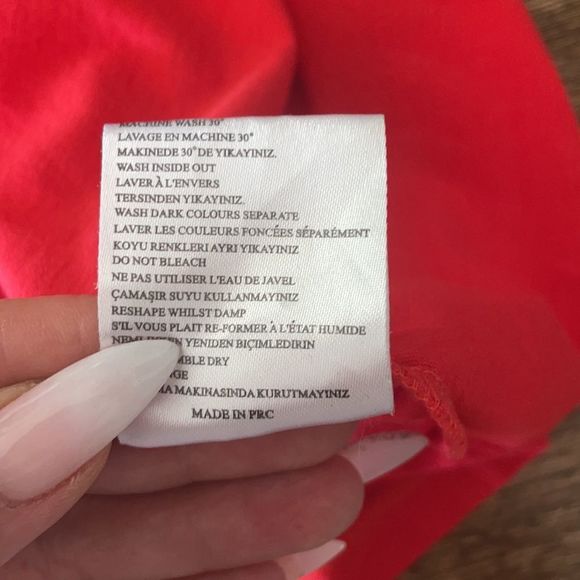 MACHINE WASH 30°
LAVAGE EN MACHINE 30°
MAKINEDE 30° DE YIKAYINIZ.
WASH INSIDE OUT
LAVER À L'ENVERS
TERSINDEN YIKAYINIZ.
WASH DARK COLOURS SEPARATE
LAVER LES COULEURS FONCÉES SÉPARÉMENT
KOYU RENKLERI AYRI YIKAYINIZ
DO NOT BLEACH
NE PAS UTILISER L'EAU DE JAVEL
ÇAMAŞIR SUYU KULLANMAYINIZ
RESHAPE WHILST DAMP
S'IL VOUS PLAIT RE-FORMER À L'ÉTAT HUMIDE
YENİDEN BIÇIMLEDIRIN
DRY
MAKINASINDA KURUTMAYINIZ
MADE IN PRC